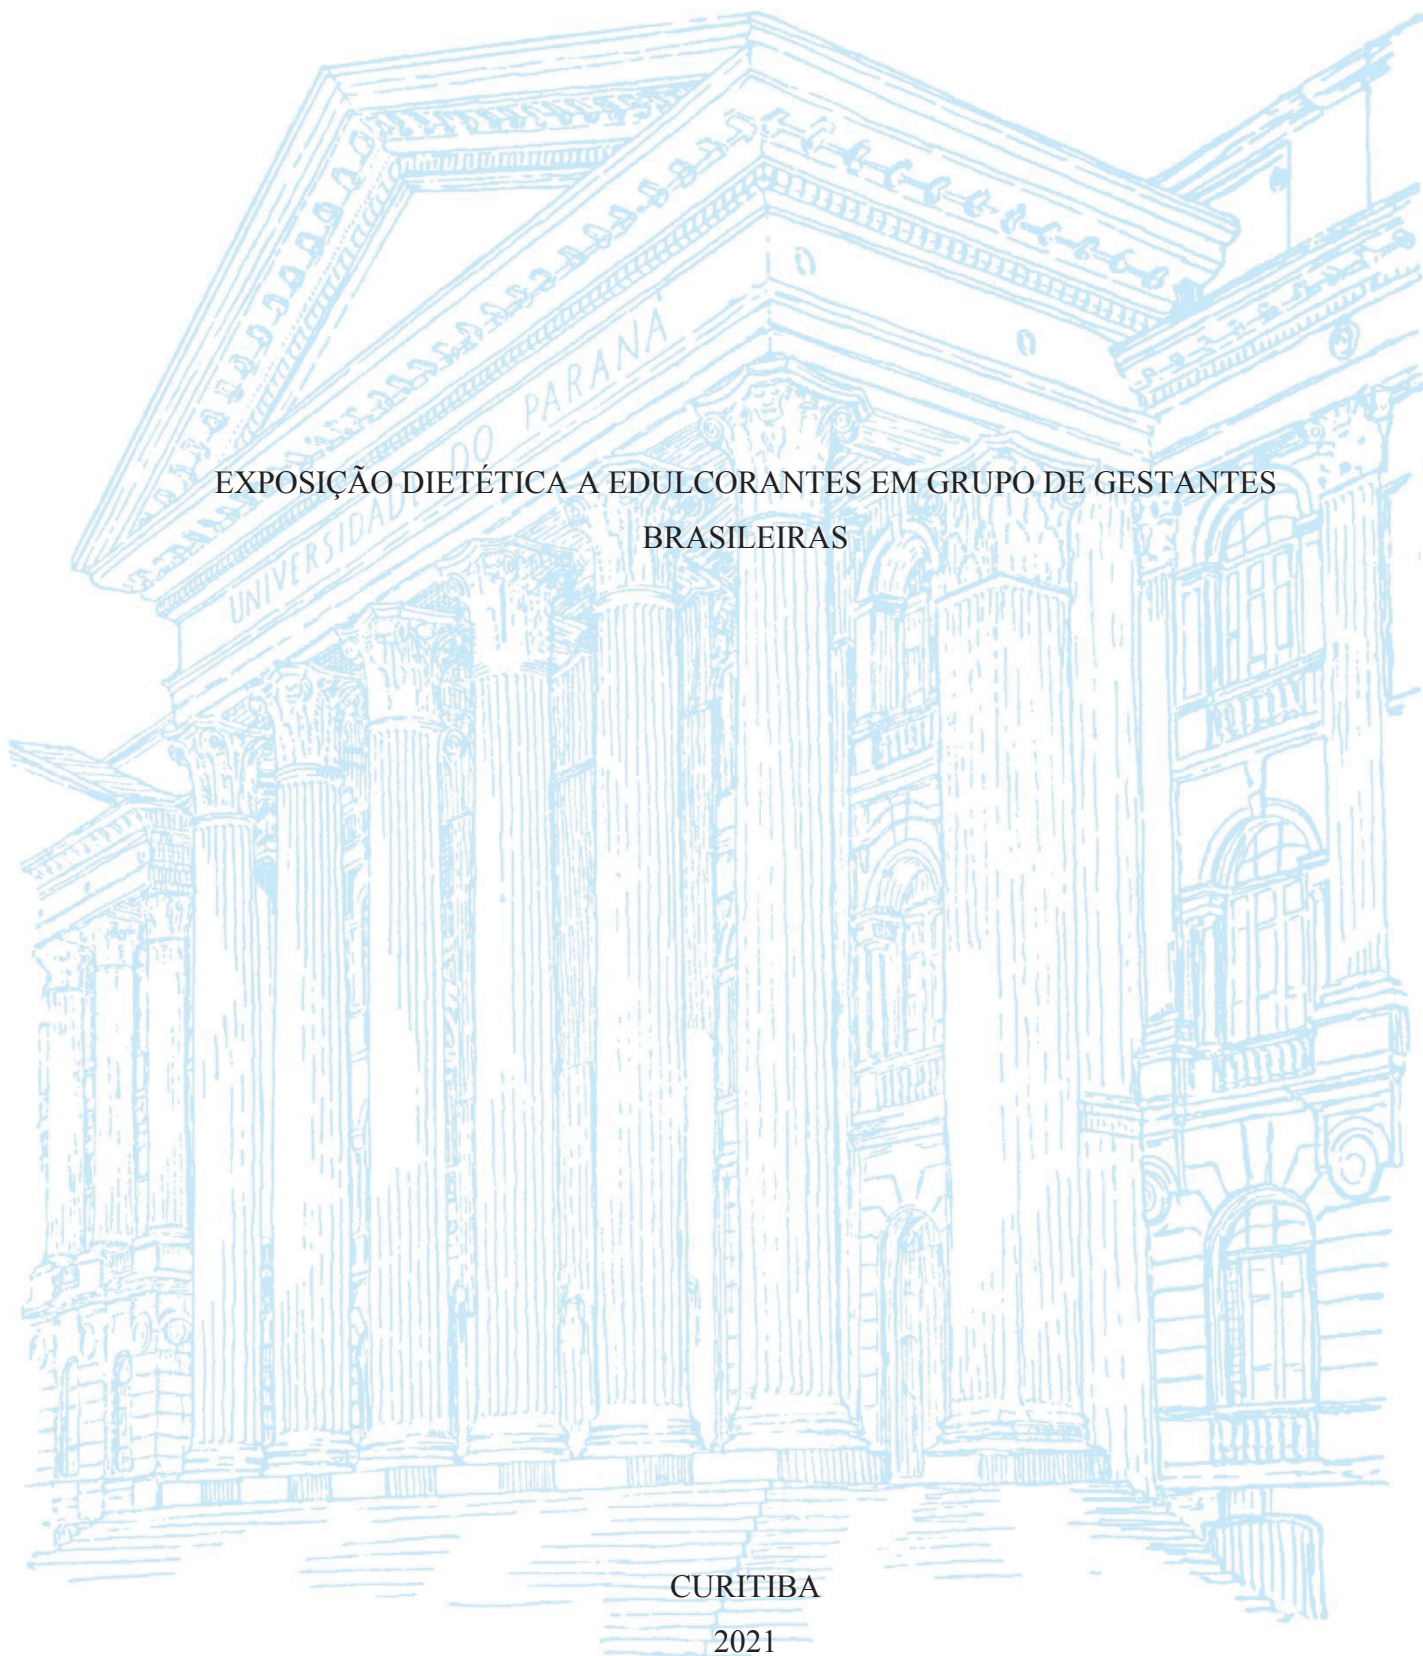 UNIVERSIDADE DO PARANÁ
EXPOSIÇÃO DIETÉTICA A EDULCORANTES EM GRUPO DE GESTANTES
BRASILEIRAS
CURITIBA
2021